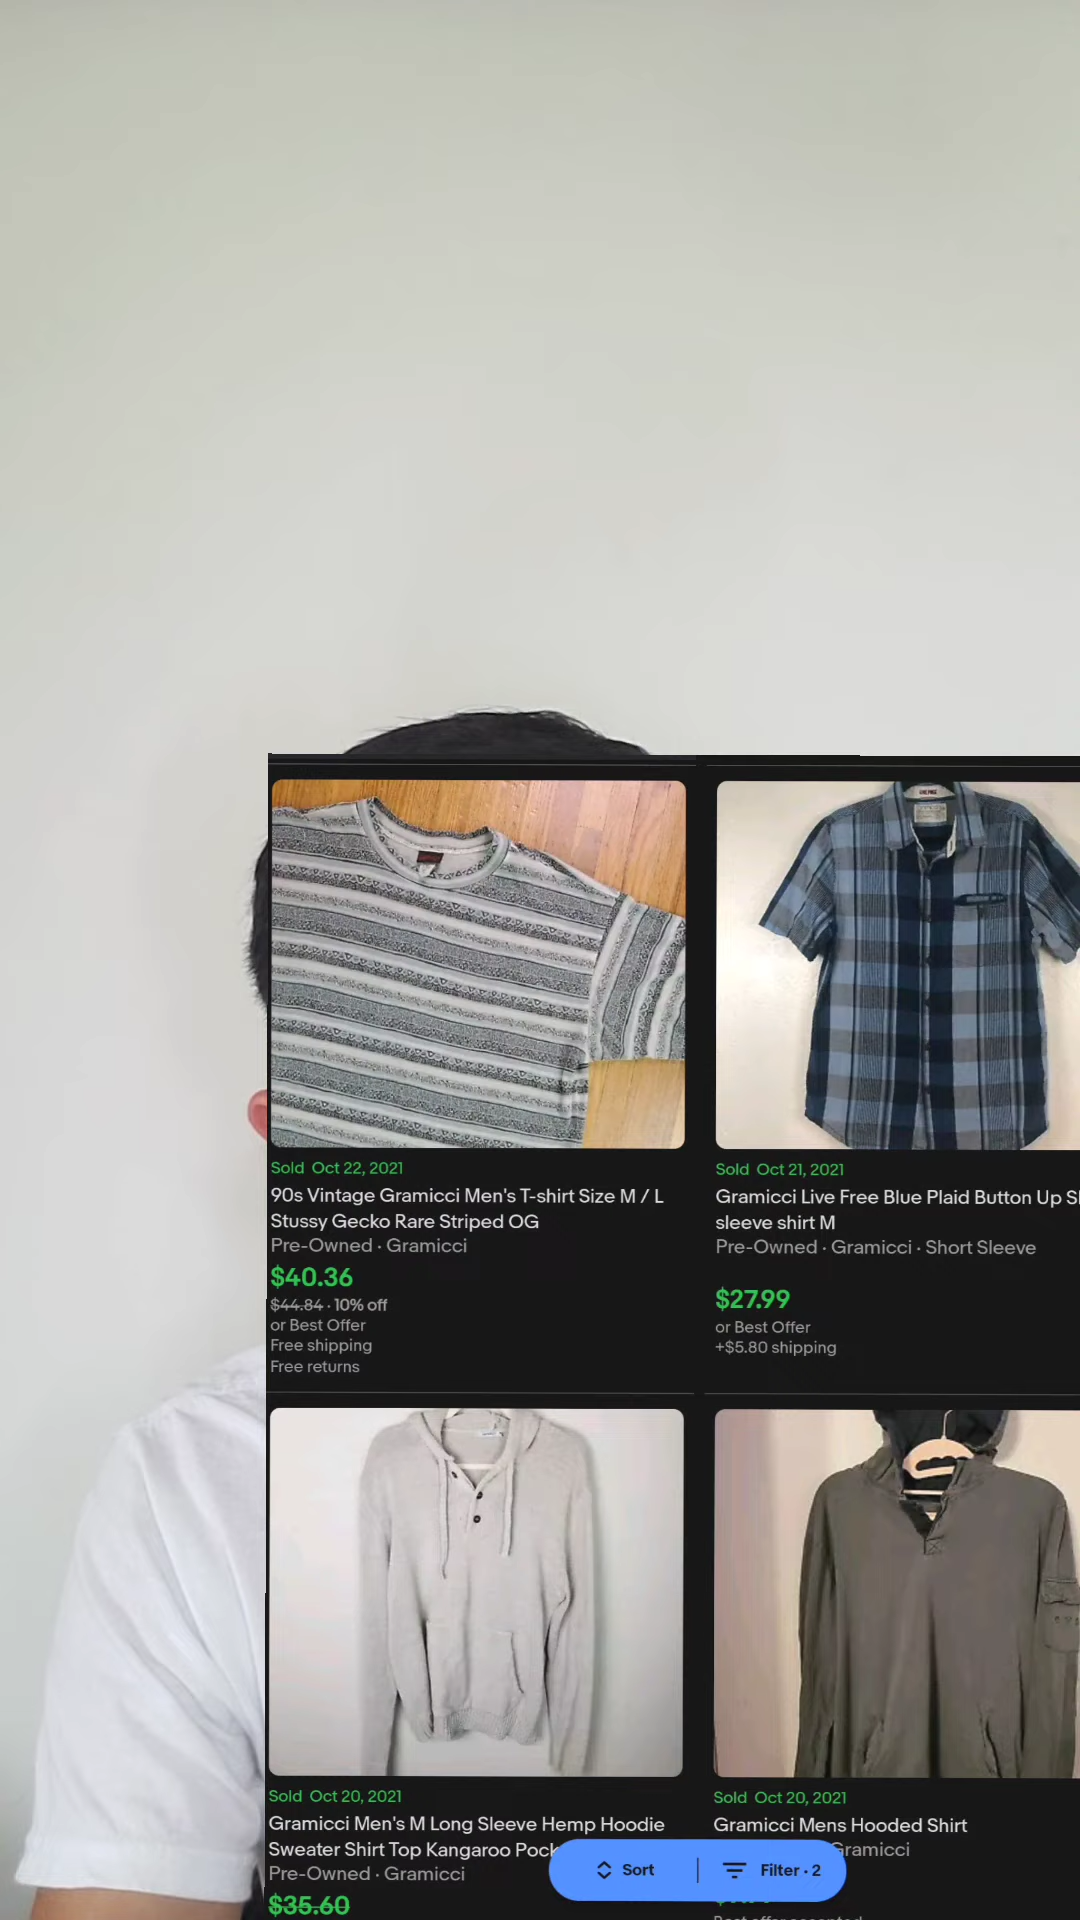 Sold Oct 22, 2021
90s Vintage Gramicci Men's T-shirt Size M / L
Stussy Gecko Rare Striped OG
Pre-Owned · Gramicci
$40.36
$44.84 · 10% off
or Best Offer
Free shipping
Free returns
Sold Oct 21, 2021
Gramicci Live Free Blue Plaid Button Up
sleeve shirt M
Pre-Owned · Gramicci · Short Sleeve
$27.99
or Best Offer
+$5.80 shipping
Sold Oct 20, 2021
Gramicci Men's M Long Sleeve Hemp Hoodie
Sweater Shirt Top Kangaroo
Pre-Owned · Gramicci
$35.60
Sold Oct 20, 2021
Gramicci Mens Hooded Shirt
Gramicci
Sort
Filter · 2